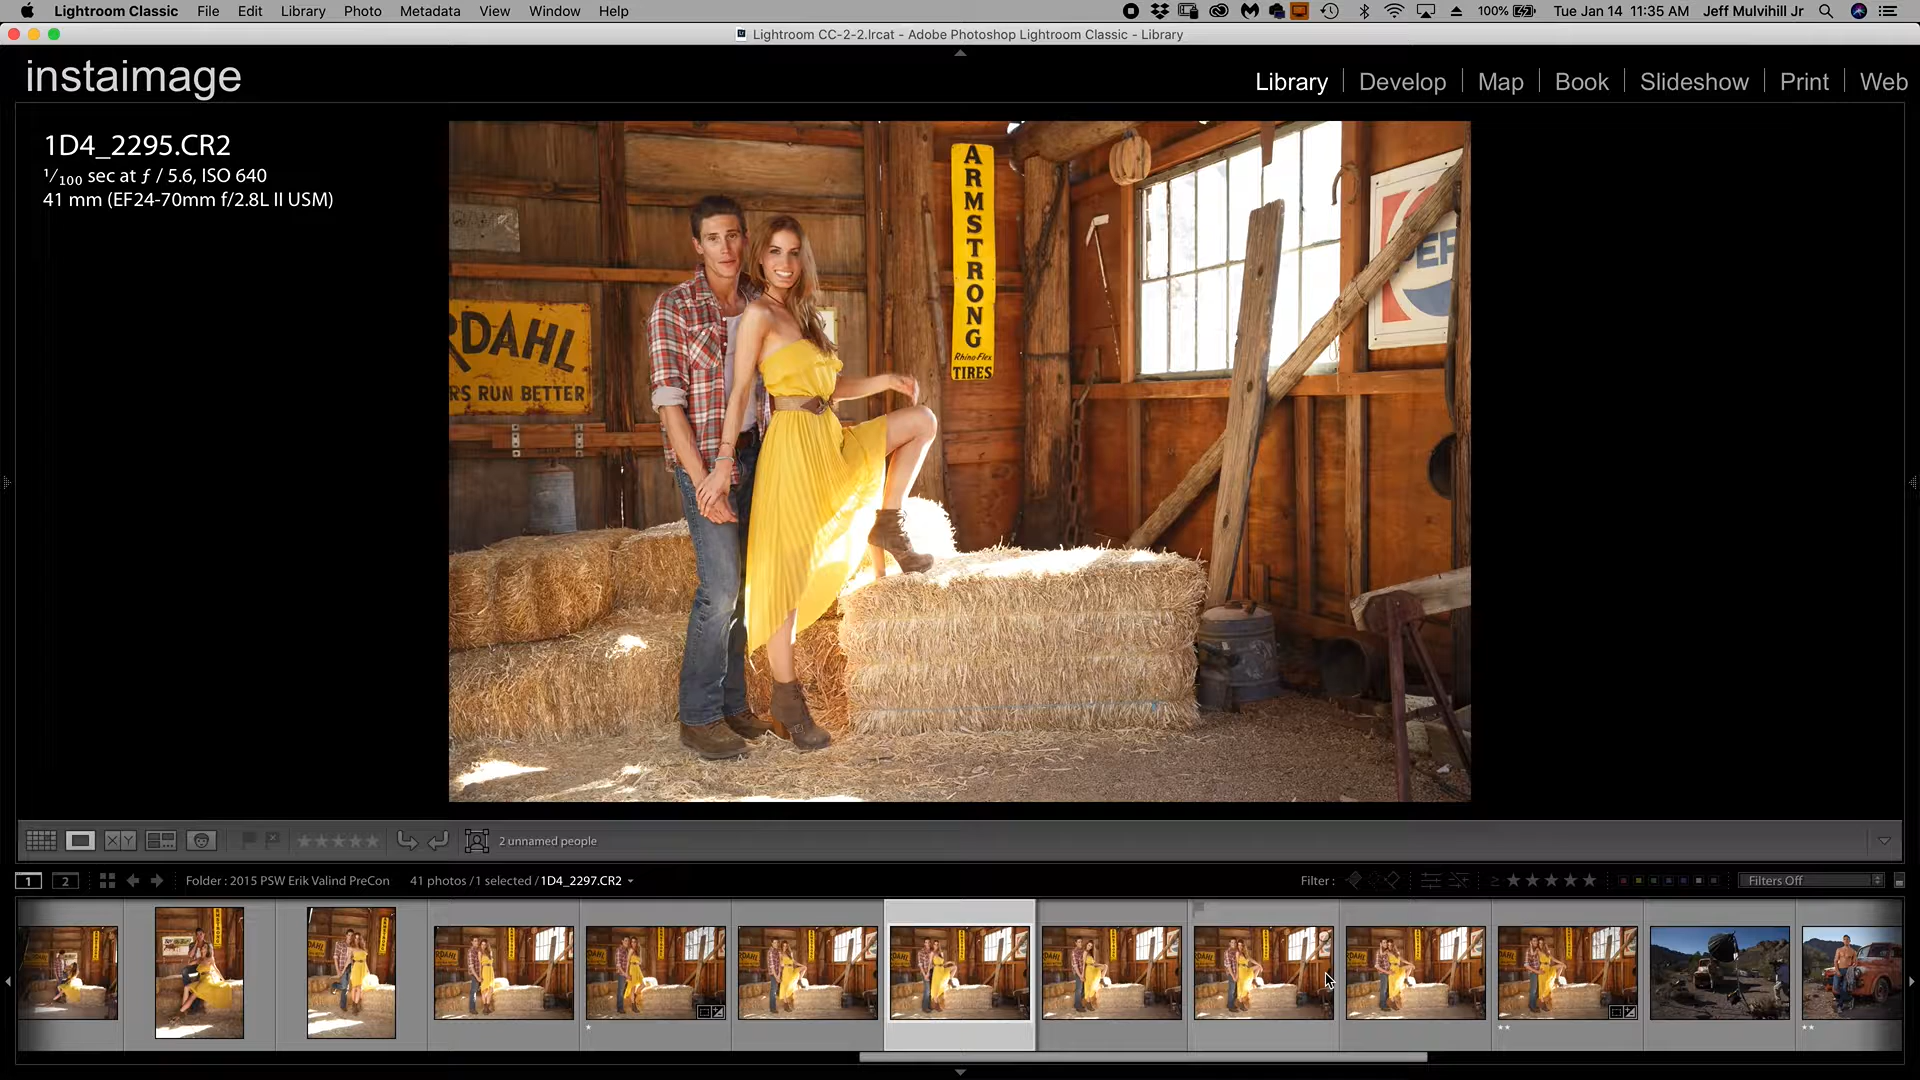 Lightroom Classic File Edit Library Photo Metadata View Window Help 100% Tue Jan 14 11:35 AM Jeff Mulvihill Jr
Lightroom CC-2-2.lrcat - Adobe Photoshop Lightroom Classic - Library
instaimage
Library | Develop | Map | Book | Slideshow | Print | Web
1D4_2295.CR2
1/100 sec at ƒ / 5.6, ISO 640
41 mm (EF24-70mm f/2.8L II USM)
ARMSTRONG
Rhino-Flex
TIRES
RDAHL
RS RUN BETTER
PEP
2 unnamed people
1 2 Folder : 2015 PSW Erik Valind PreCon 41 photos / 1 selected / 1D4_2297.CR2 Filter : ≥ ★★★★★ Filters Off